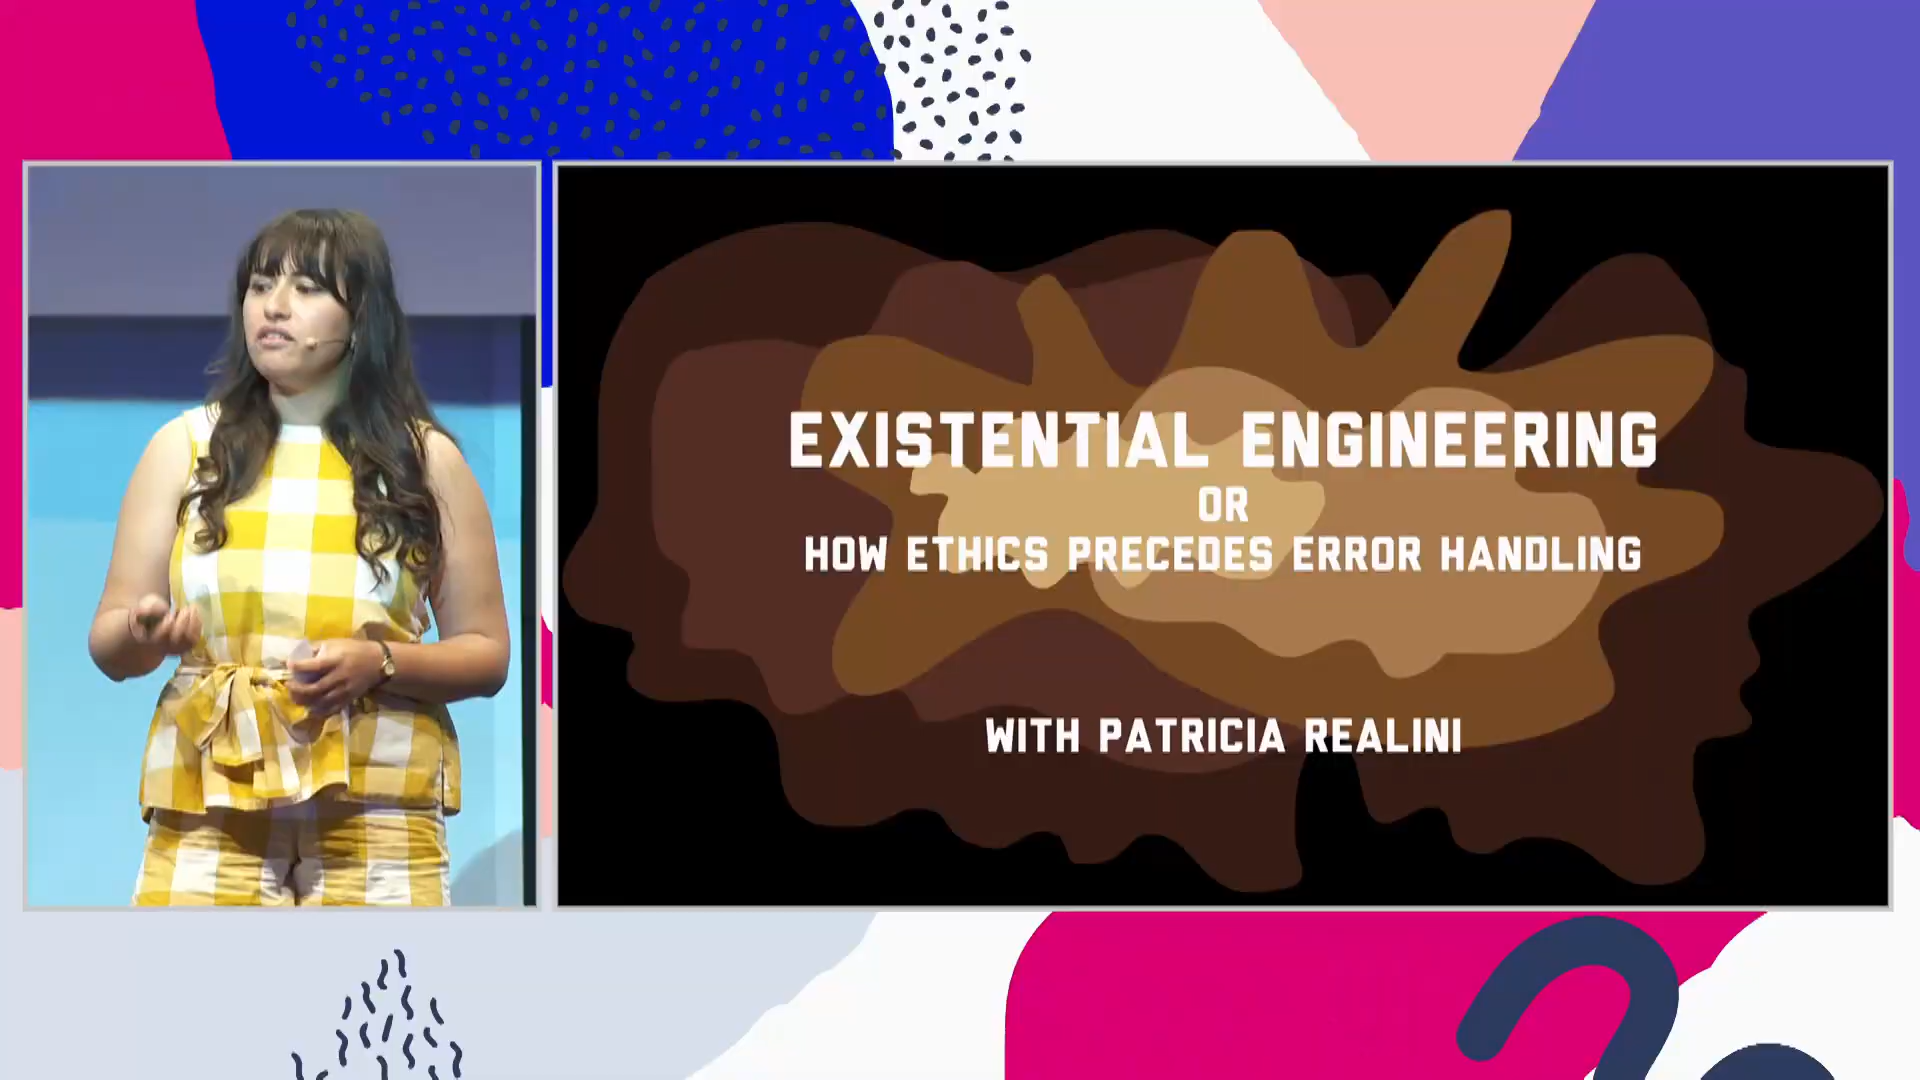 EXISTENTIAL ENGINEERING
OR
HOW ETHICS PRECEDES ERROR HANDLING
WITH PATRICIA REALINI